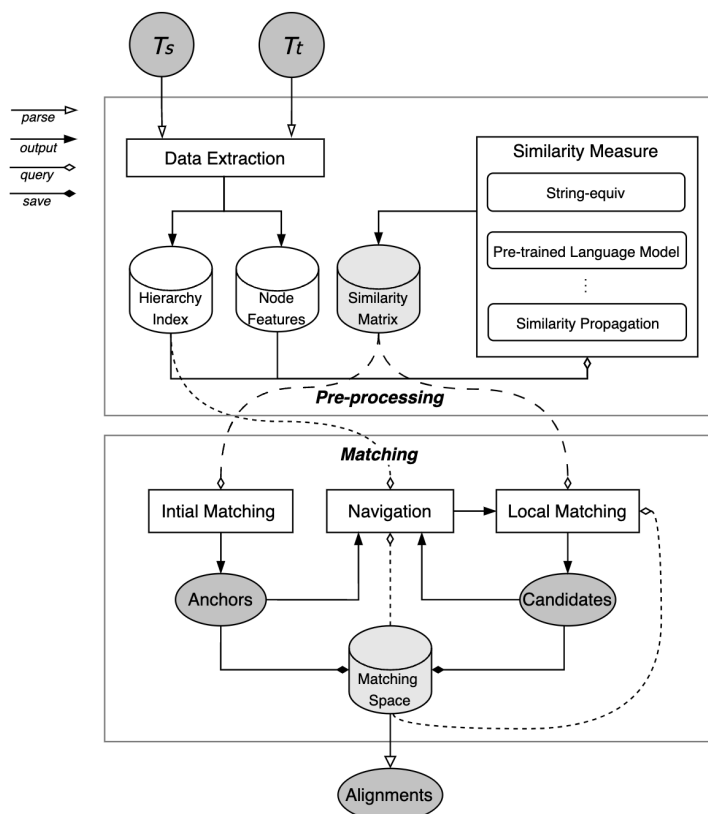 Ts
Tt
parse
output
query
save
Data Extraction
Similarity Measure
String-equiv
Pre-trained Language Model
Similarity Propagation
Hierarchy
Index
Node
Features
Similarity
Matrix
Pre-processing
Matching
Intial Matching
Navigation
Local Matching
Anchors
Candidates
Matching
Space
Alignments